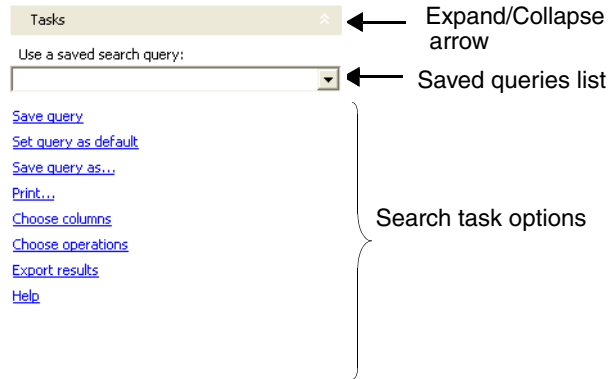 Tasks
Expand/Collapse
arrow
Use a saved search query:
Saved queries list
Save query
Set query as default
Save query as...
Print...
Choose columns
Search task options
Choose operations
Export results
Help